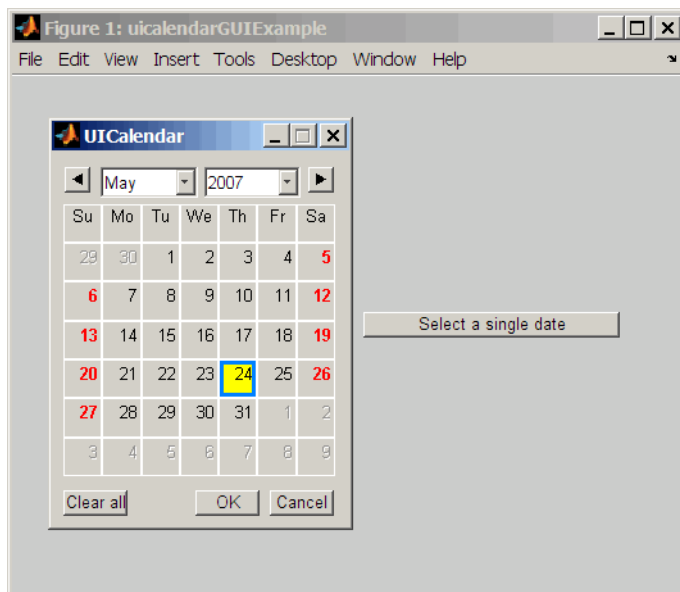 Figure 1: uicalendarGUIExample
File Edit View Insert Tools Desktop Window Help
UICalendar
May 2007
Su Mo Tu We Th Fr Sa
29 30 1 2 3 4 5
6 7 8 9 10 11 12
13 14 15 16 17 18 19
Select a single date
20 21 22 23 24 25 26
27 28 29 30 31 1 2
3 4 5 6 7 8 9
Clear all OK Cancel